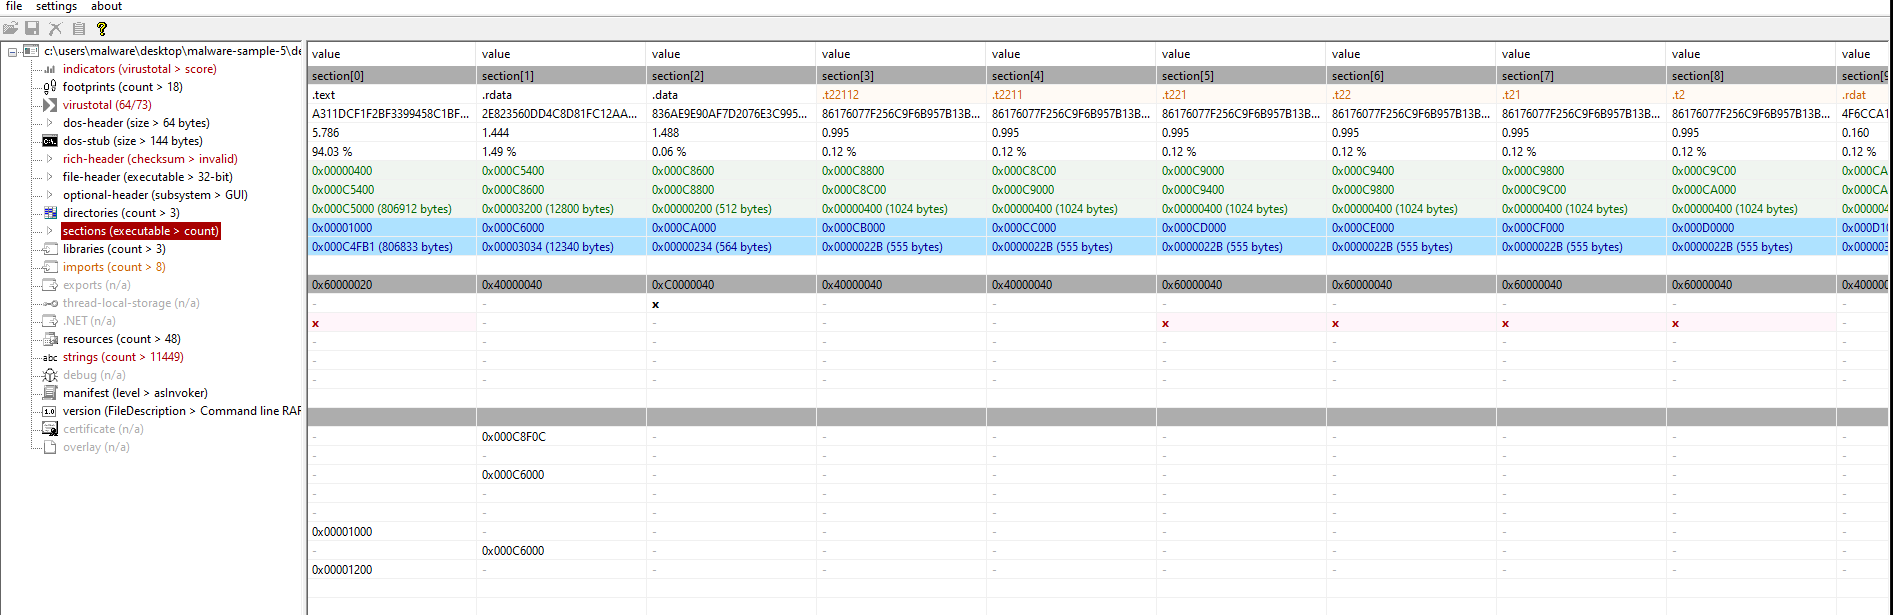 file settings about
c:\users\malware\desktop\malware-sample-5\de
indicators (virustotal > score)
footprints (count > 18)
virustotal (64/73)
dos-header (size > 64 bytes)
dos-stub (size > 144 bytes)
rich-header (checksum > invalid)
file-header (executable > 32-bit)
optional-header (subsystem > GUI)
directories (count > 3)
sections (executable > count)
libraries (count > 3)
imports (count > 8)
exports (n/a)
thread-local-storage (n/a)
.NET (n/a)
resources (count > 48)
abc strings (count > 11449)
debug (n/a)
manifest (level > asInvoker)
1.0 version (FileDescription > Command line RAR
certificate (n/a)
overlay (n/a)
value value value value value value value value value value
section[0] section[1] section[2] section[3] section[4] section[5] section[6] section[7] section[8] section[9
.text .rdata .data .t22112 .t2211 .t221 .t22 .t21 .t2 .rdat
A311DCF1F2BF3399458C1BF... 2E823560DD4C8D81FC12AA... 836AE9E90AF7D2076E3C995... 86176077F256C9F6B957B13B... 86176077F256C9F6B957B13B... 86176077F256C9F6B957B13B... 86176077F256C9F6B957B13B... 86176077F256C9F6B957B13B... 86176077F256C9F6B957B13B... 4F6CCA1
5.786 1.444 1.488 0.995 0.995 0.995 0.995 0.995 0.995 0.160
94.03 % 1.49 % 0.06 % 0.12 % 0.12 % 0.12 % 0.12 % 0.12 % 0.12 % 0.12 %
0x00000400 0x000C5400 0x000C8600 0x000C8800 0x000C8C00 0x000C9000 0x000C9400 0x000C9800 0x000C9C00 0x000CA
0x000C5400 0x000C8600 0x000C8800 0x000C8C00 0x000C9000 0x000C9400 0x000C9800 0x000C9C00 0x000CA000 0x000CA
0x000C5000 (806912 bytes) 0x00003200 (12800 bytes) 0x00000200 (512 bytes) 0x00000400 (1024 bytes) 0x00000400 (1024 bytes) 0x00000400 (1024 bytes) 0x00000400 (1024 bytes) 0x00000400 (1024 bytes) 0x00000400 (1024 bytes) 0x000004
0x00001000 0x000C6000 0x000CA000 0x000CB000 0x000CC000 0x000CD000 0x000CE000 0x000CF000 0x000D0000 0x000D10
0x000C4FB1 (806833 bytes) 0x00003034 (12340 bytes) 0x00000234 (564 bytes) 0x0000022B (555 bytes) 0x0000022B (555 bytes) 0x0000022B (555 bytes) 0x0000022B (555 bytes) 0x0000022B (555 bytes) 0x0000022B (555 bytes) 0x000003
0x60000020 0x40000040 0xC0000040 0x40000040 0x40000040 0x60000040 0x60000040 0x60000040 0x60000040 0x400000
- - x - - - - - - -
x - - - - x x x x -
- - - - - - - - - -
- - - - - - - - - -
- - - - - - - - - -
- 0x000C8F0C - - - - - - - -
- - - - - - - - - -
- 0x000C6000 - - - - - - - -
- - - - - - - - - -
- - - - - - - - - -
0x00001000 - - - - - - - - -
- 0x000C6000 - - - - - - - -
0x00001200 - - - - - - - - -